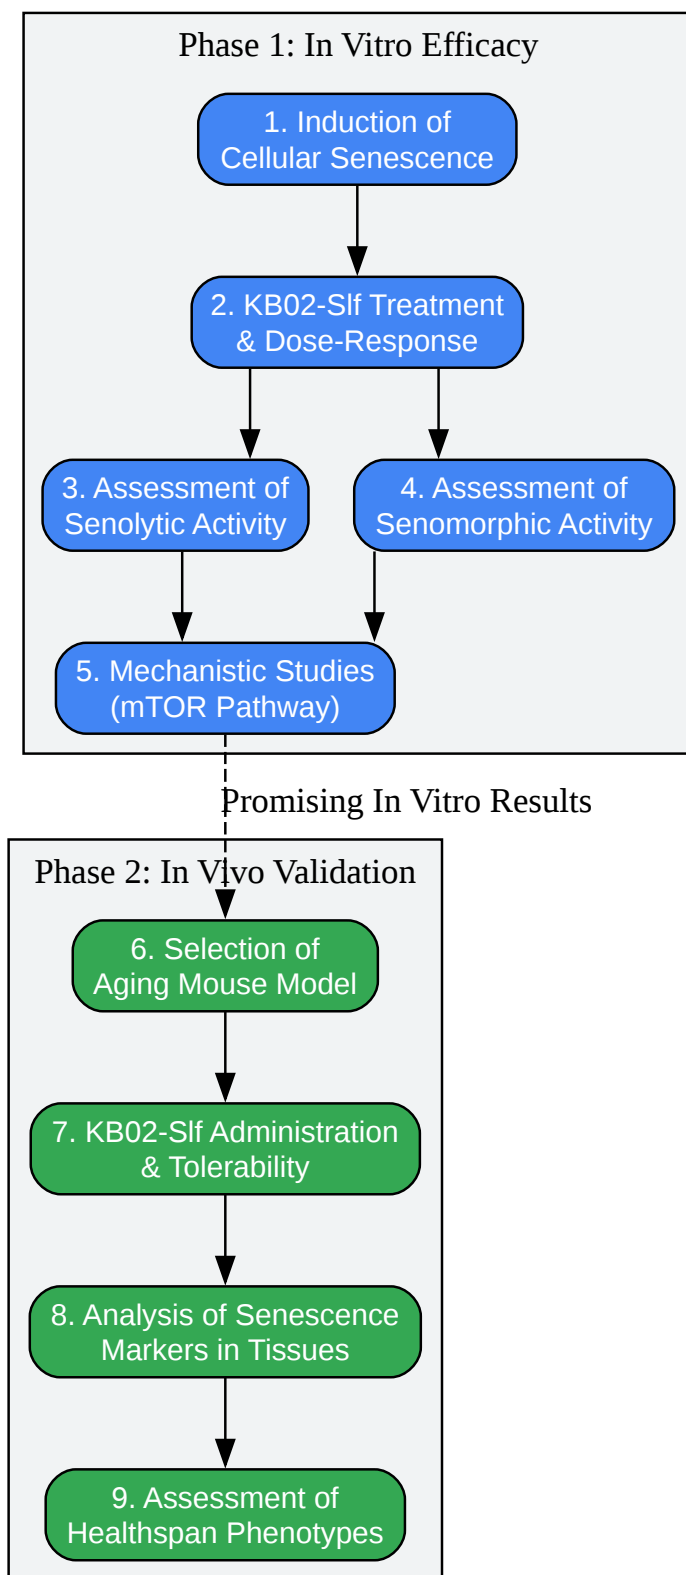 Phase 1: In Vitro Efficacy
1. Induction of
Cellular Senescence
2. KB02-Slf Treatment
& Dose-Response
3. Assessment of
Senolytic Activity
4. Assessment of
Senomorphic Activity
5. Mechanistic Studies
(mTOR Pathway)
Promising In Vitro Results
Phase 2: In Vivo Validation
6. Selection of
Aging Mouse Model
7. KB02-Slf Administration
& Tolerability
8. Analysis of Senescence
Markers in Tissues
9. Assessment of
Healthspan Phenotypes